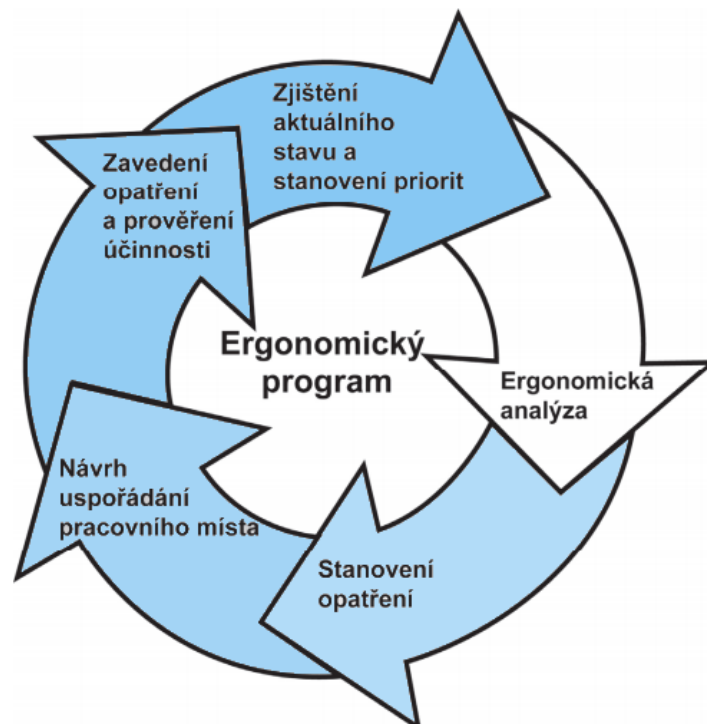 Zjištění
aktuálního
stavu a
stanovení priorit
Ergonomická
analýza
Stanovení
opatření
Návrh
uspořádání
pracovního místa
Zavedení
opatření
a prověření
účinnosti
Ergonomický
program